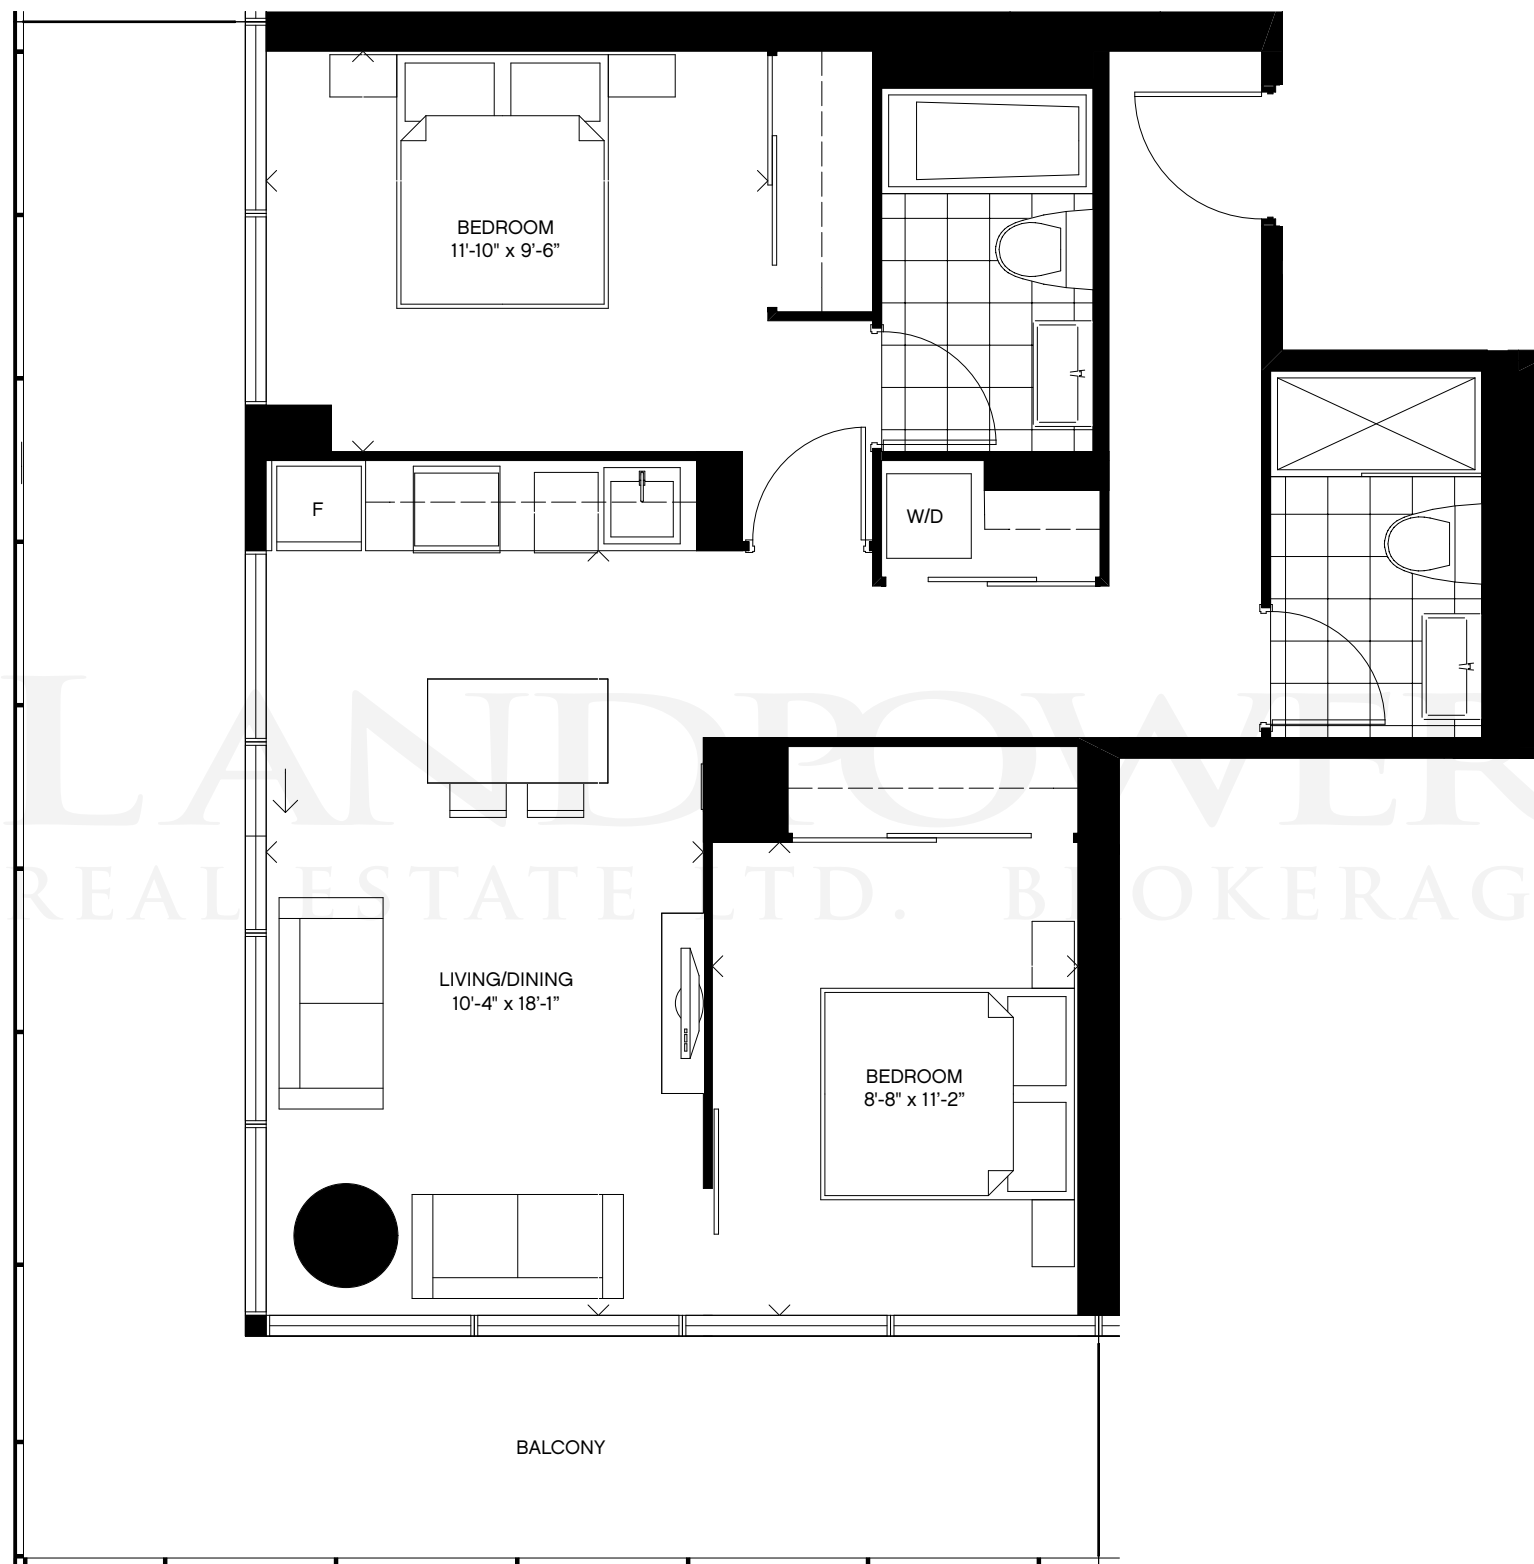 BEDROOM
11'-10" x 9'-6”
F
W/D
LANDPOWER
REAL ESTATE LTD. BROKERAG
LIVING/DINING
10'-4" x 18'-1”
BEDROOM
8'-8" x 11'-2”
BALCONY